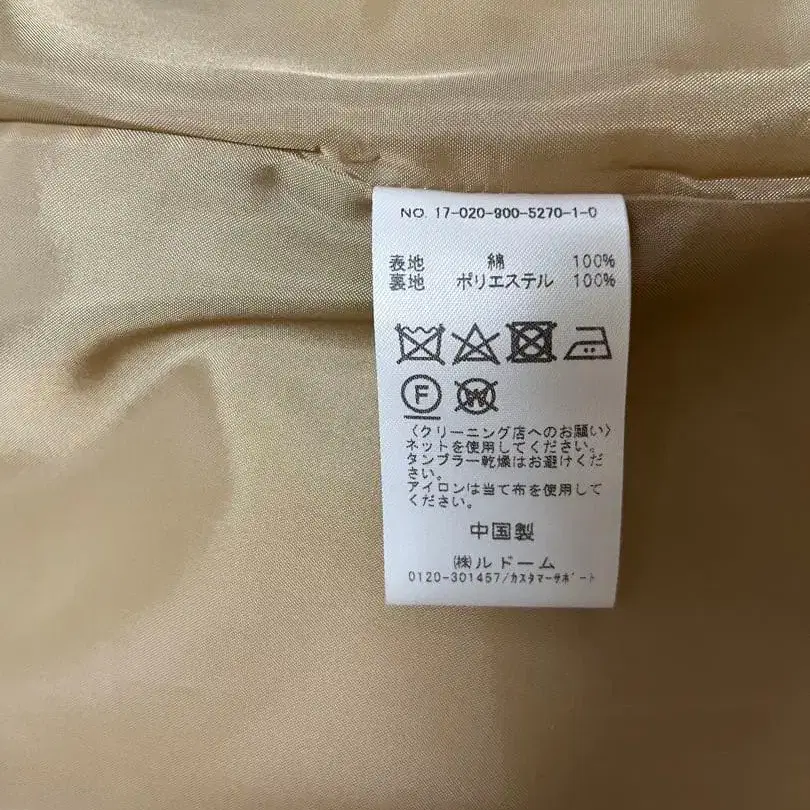 NO. 17-020-900-5270-1-0
表地 綿 100%
裏地 ポリエステル 100%
F W
〈クリーニング店へのお願い〉
ネットを使用してください。
タンブラー乾燥はお避けくだ
さい。
アイロンは当て布を使用して
ください。
中国製
㈱ルドーム
0120-301457/カスタマーサポート